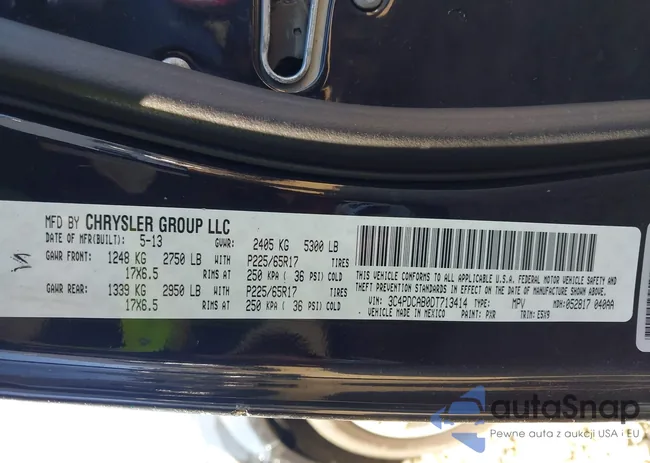 MFD BY CHRYSLER GROUP LLC
DATE OF MFR(BUILT): 5-13 GVWR: 2405 KG 5300 LB
GAWR FRONT: 1248 KG 2750 LB WITH P225/65R17 TIRES
17X6.5 RIMS AT 250 KPA ( 36 PSI) COLD
GAWR REAR: 1339 KG 2950 LB WITH P225/65R17 TIRES
17X6.5 RIMS AT 250 KPA ( 36 PSI) COLD
THIS VEHICLE CONFORMS TO ALL APPLICABLE U.S.A. FEDERAL MOTOR VEHICLE SAFETY, BUMPER AND
THEFT PREVENTION STANDARDS IN EFFECT ON THE DATE OF MANUFACTURE SHOWN ABOVE.
VIN: 3C4PDCAB0DT713414 TYPE: MPV MDH:052817 040AA
VEHICLE MADE IN MEXICO PAINT: PXR TRIM: E5X9
autoSnap
Pewne auta z aukcji USA i EU